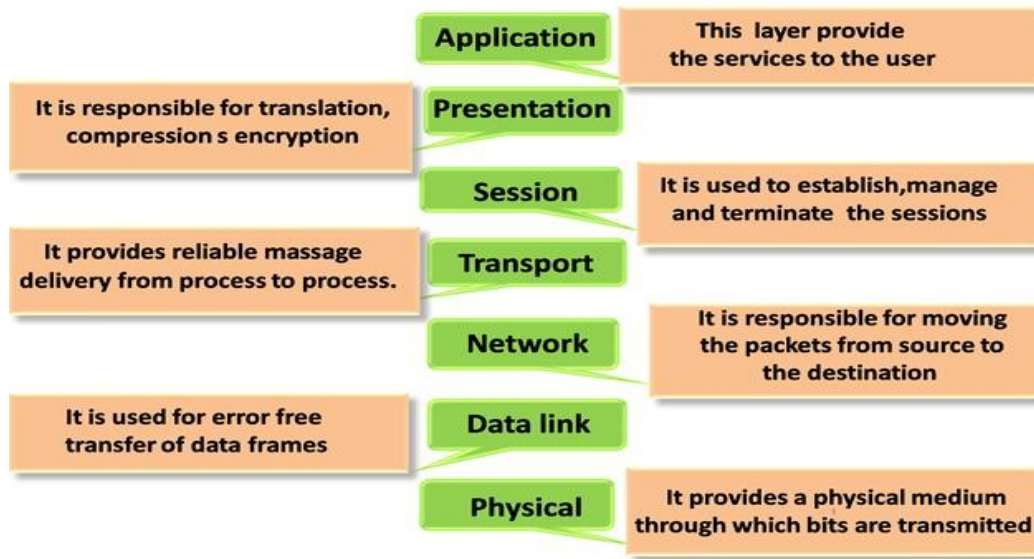 Application
This layer provide
the services to the user
Presentation
It is responsible for translation,
compression s encryption
Session
It is used to establish,manage
and terminate the sessions
Transport
It provides reliable massage
delivery from process to process.
Network
It is responsible for moving
the packets from source to
the destination
Data link
It is used for error free
transfer of data frames
Physical
It provides a physical medium
through which bits are transmitted